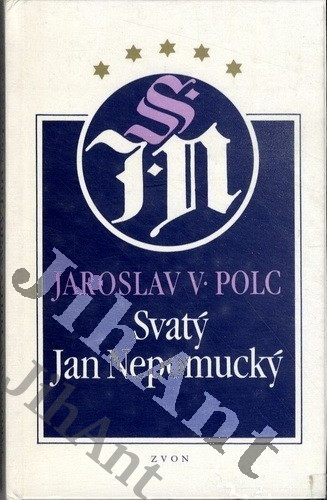 S.
J.N
JAROSLAV V. POLC
Svatý
Jan Nepomucký
ZVON
JihAnt
JihAnt